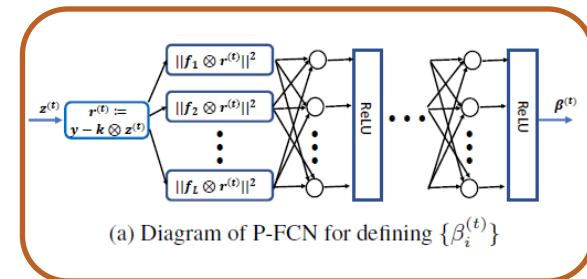 z^(t)
r^(t) :=
y − k ⊗ z^(t)
||f_1 ⊗ r^(t)||^2
||f_2 ⊗ r^(t)||^2
||f_L ⊗ r^(t)||^2
ReLU
ReLU
β^(t)
(a) Diagram of P-FCN for defining {β_i^(t)}